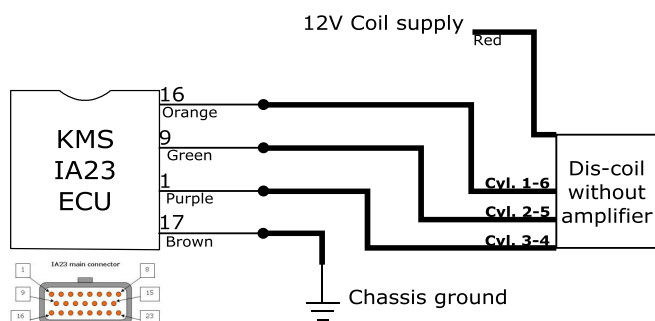 12V Coil supply
Red
KMS
IA23
ECU
16
Orange
9
Green
1
Purple
17
Brown
Dis-coil
without
amplifier
Cyl. 1-6
Cyl. 2-5
Cyl. 3-4
Chassis ground
IA23 main connector
1
8
9
15
16
23